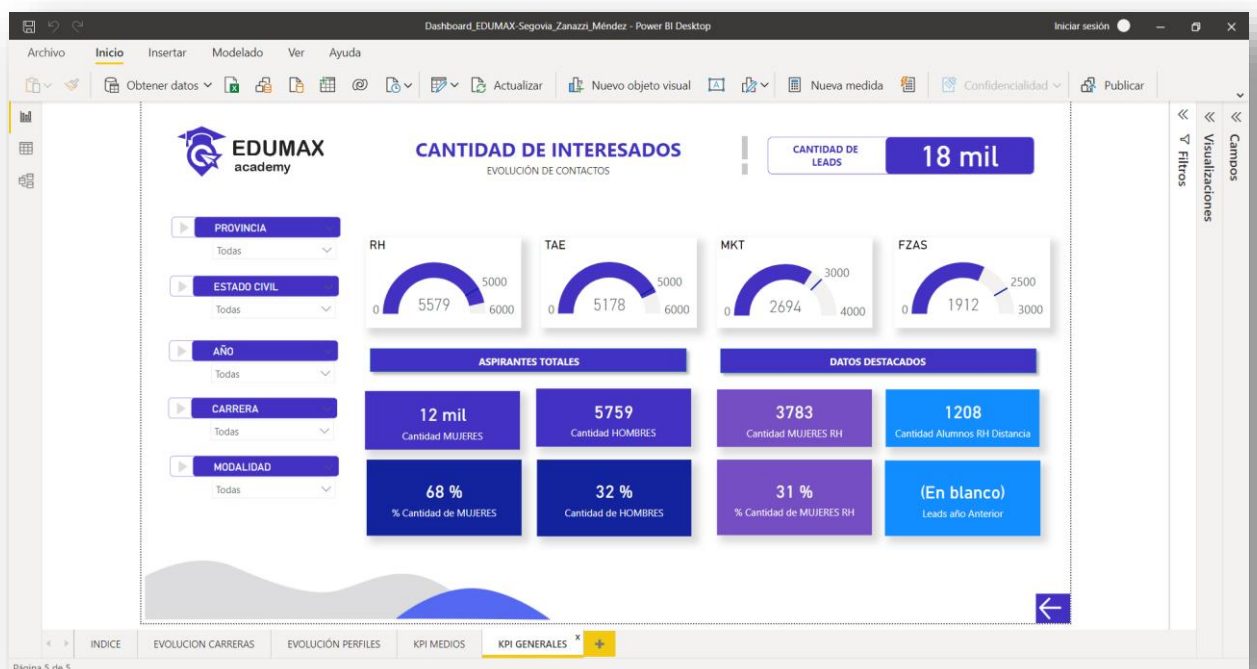 Dashboard_EDUMAX-Segovia_Zanazzi_Méndez - Power BI Desktop
Iniciar sesión
Archivo
Inicio
Insertar
Modelado
Ver
Ayuda
Obtener datos
Actualizar
Nuevo objeto visual
Nueva medida
Confidencialidad
Publicar
EDUMAX
academy
CANTIDAD DE INTERESADOS
EVOLUCIÓN DE CONTACTOS
CANTIDAD DE
LEADS
18 mil
Filtros
Visualizaciones
Campos
PROVINCIA
Todas
ESTADO CIVIL
Todas
AÑO
Todas
CARRERA
Todas
MODALIDAD
Todas
RH
5000
0
5579
6000
TAE
5000
0
5178
6000
MKT
3000
0
2694
4000
FZAS
2500
0
1912
3000
ASPIRANTES TOTALES
DATOS DESTACADOS
12 mil
Cantidad MUJERES
5759
Cantidad HOMBRES
3783
Cantidad MUJERES RH
1208
Cantidad Alumnos RH Distancia
68 %
% Cantidad de MUJERES
32 %
Cantidad de HOMBRES
31 %
% Cantidad de MUJERES RH
(En blanco)
Leads año Anterior
INDICE
EVOLUCION CARRERAS
EVOLUCIÓN PERFILES
KPI MEDIOS
KPI GENERALES
Página 5 de 5